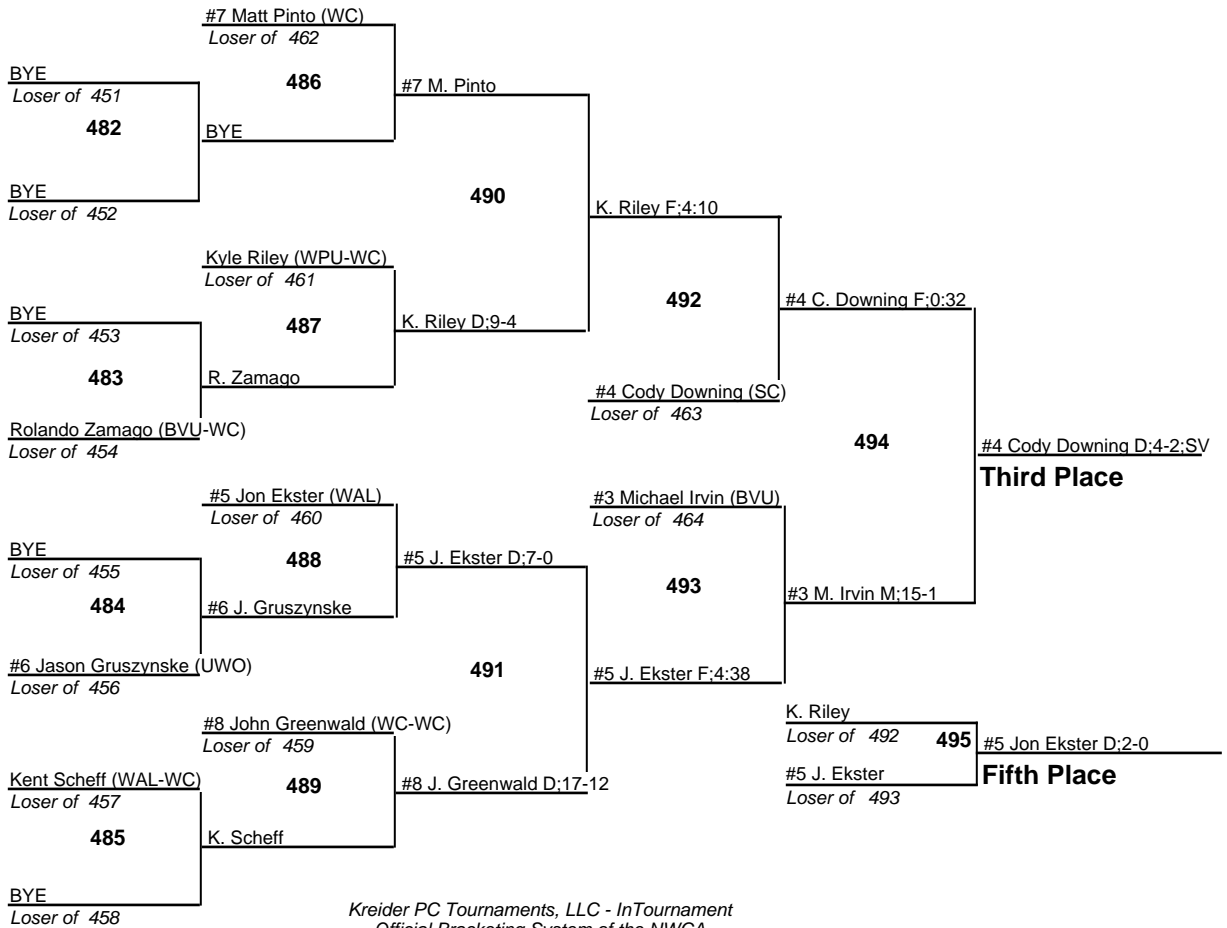 #7 Matt Pinto (WC)
Loser of 462
BYE
Loser of 451
486
#7 M. Pinto
482
BYE
BYE
Loser of 452
490
K. Riley F;4:10
Kyle Riley (WPU-WC)
Loser of 461
BYE
Loser of 453
487
K. Riley D;9-4
492
#4 C. Downing F;0:32
483
R. Zamago
#4 Cody Downing (SC)
Loser of 463
Rolando Zamago (BVU-WC)
Loser of 454
494
#4 Cody Downing D;4-2;SV
Third Place
#5 Jon Ekster (WAL)
Loser of 460
#3 Michael Irvin (BVU)
Loser of 464
BYE
Loser of 455
488
#5 J. Ekster D;7-0
493
#3 M. Irvin M;15-1
484
#6 J. Gruszynske
#6 Jason Gruszynske (UWO)
Loser of 456
491
#5 J. Ekster F;4:38
#8 John Greenwald (WC-WC)
Loser of 459
K. Riley
Loser of 492
495
#5 Jon Ekster D;2-0
Fifth Place
#5 J. Ekster
Loser of 493
Kent Scheff (WAL-WC)
Loser of 457
489
#8 J. Greenwald D;17-12
485
K. Scheff
BYE
Loser of 458
Kreider PC Tournaments, LLC - InTournament
Official Bracketing System of the NWCA